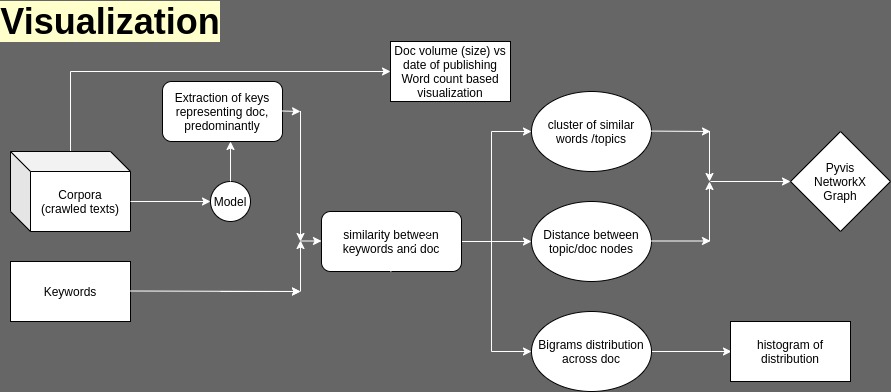 Visualization
Doc volume (size) vs
date of publishing
Word count based
visualization
Extraction of keys
representing doc,
predominantly
cluster of similar
words /topics
Pyvis
NetworkX
Graph
Corpora
(crawled texts)
Model
similarity between
keywords and doc
Distance between
topic/doc nodes
Keywords
Bigrams distribution
across doc
histogram of
distribution